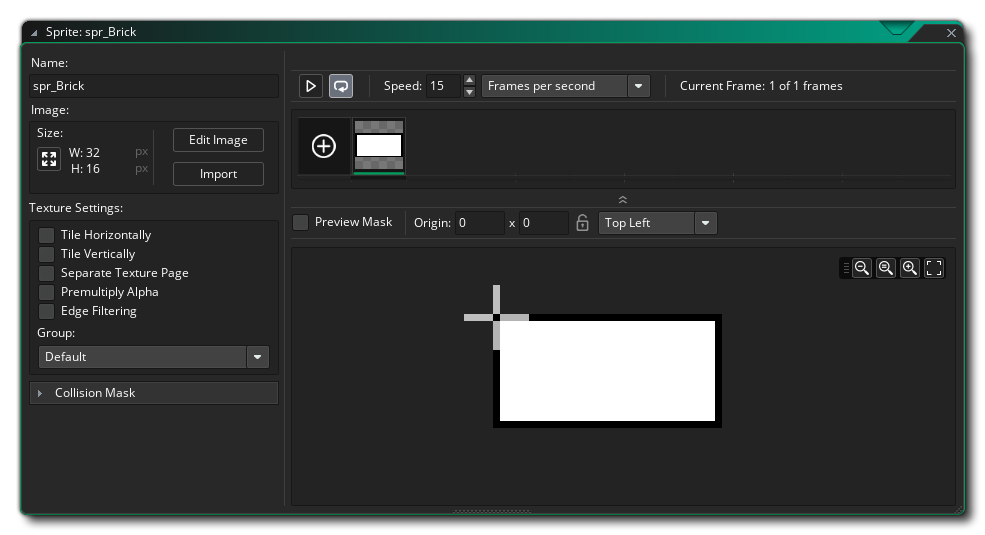 Sprite: spr_Brick
Name:
spr_Brick
Image:
Size:
W: 32 px
H: 16 px
Edit Image
Import
Texture Settings:
Tile Horizontally
Tile Vertically
Separate Texture Page
Premultiply Alpha
Edge Filtering
Group:
Default
Collision Mask
Speed: 15 Frames per second Current Frame: 1 of 1 frames
Preview Mask Origin: 0 x 0 Top Left